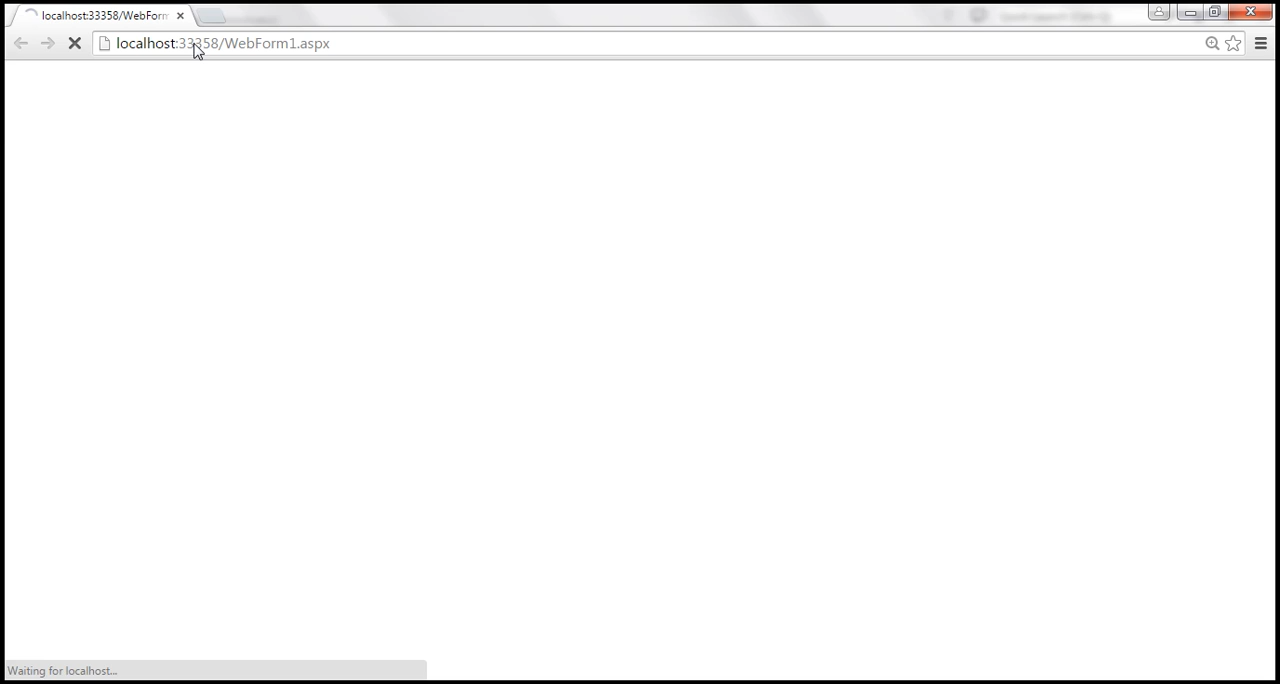 localhost:33358/WebForm
localhost:33358/WebForm1.aspx
Waiting for localhost...